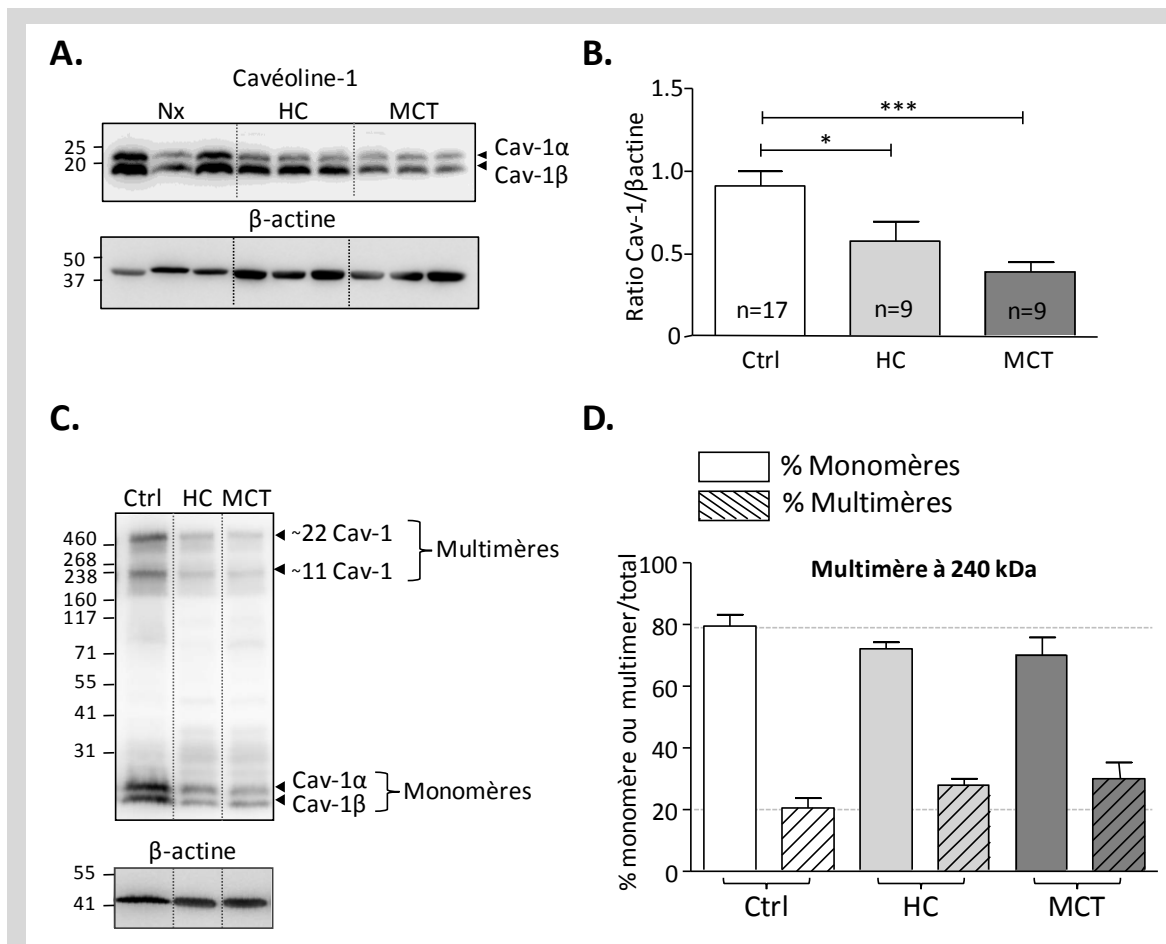 A.
Cavéoline-1
Nx HC MCT
25
20
Cav-1α
Cav-1β
β-actine
50
37
B.
Ratio Cav-1/βactine
1.5
1.0
0.5
0
***
*
n=17 n=9 n=9
Ctrl HC MCT
C.
Ctrl HC MCT
460
268
238
160
117
71
55
41
31
~22 Cav-1
~11 Cav-1
Multimères
Cav-1α
Cav-1β
Monomères
β-actine
55
41
D.
% Monomères
% Multimères
Multimère à 240 kDa
% monomère ou multimer/total
100
80
60
40
20
0
Ctrl HC MCT